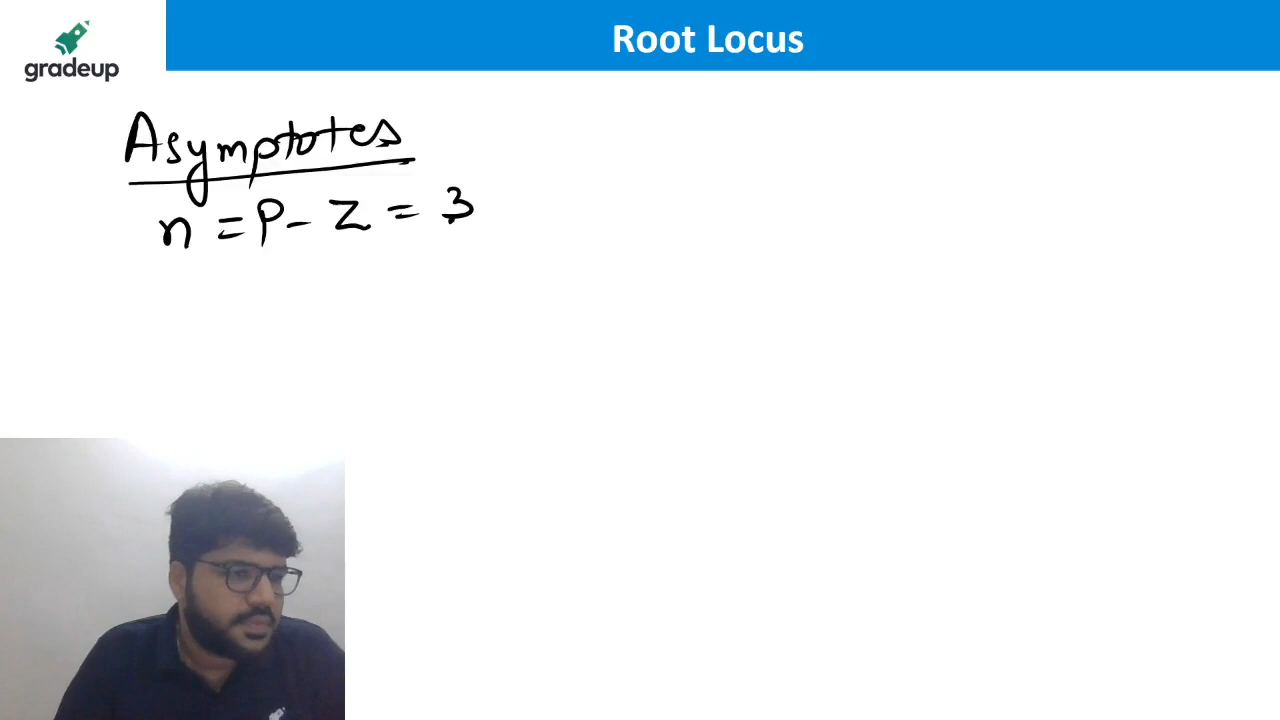 Root Locus
gradeup
Asymptotes
n = P - Z = 3